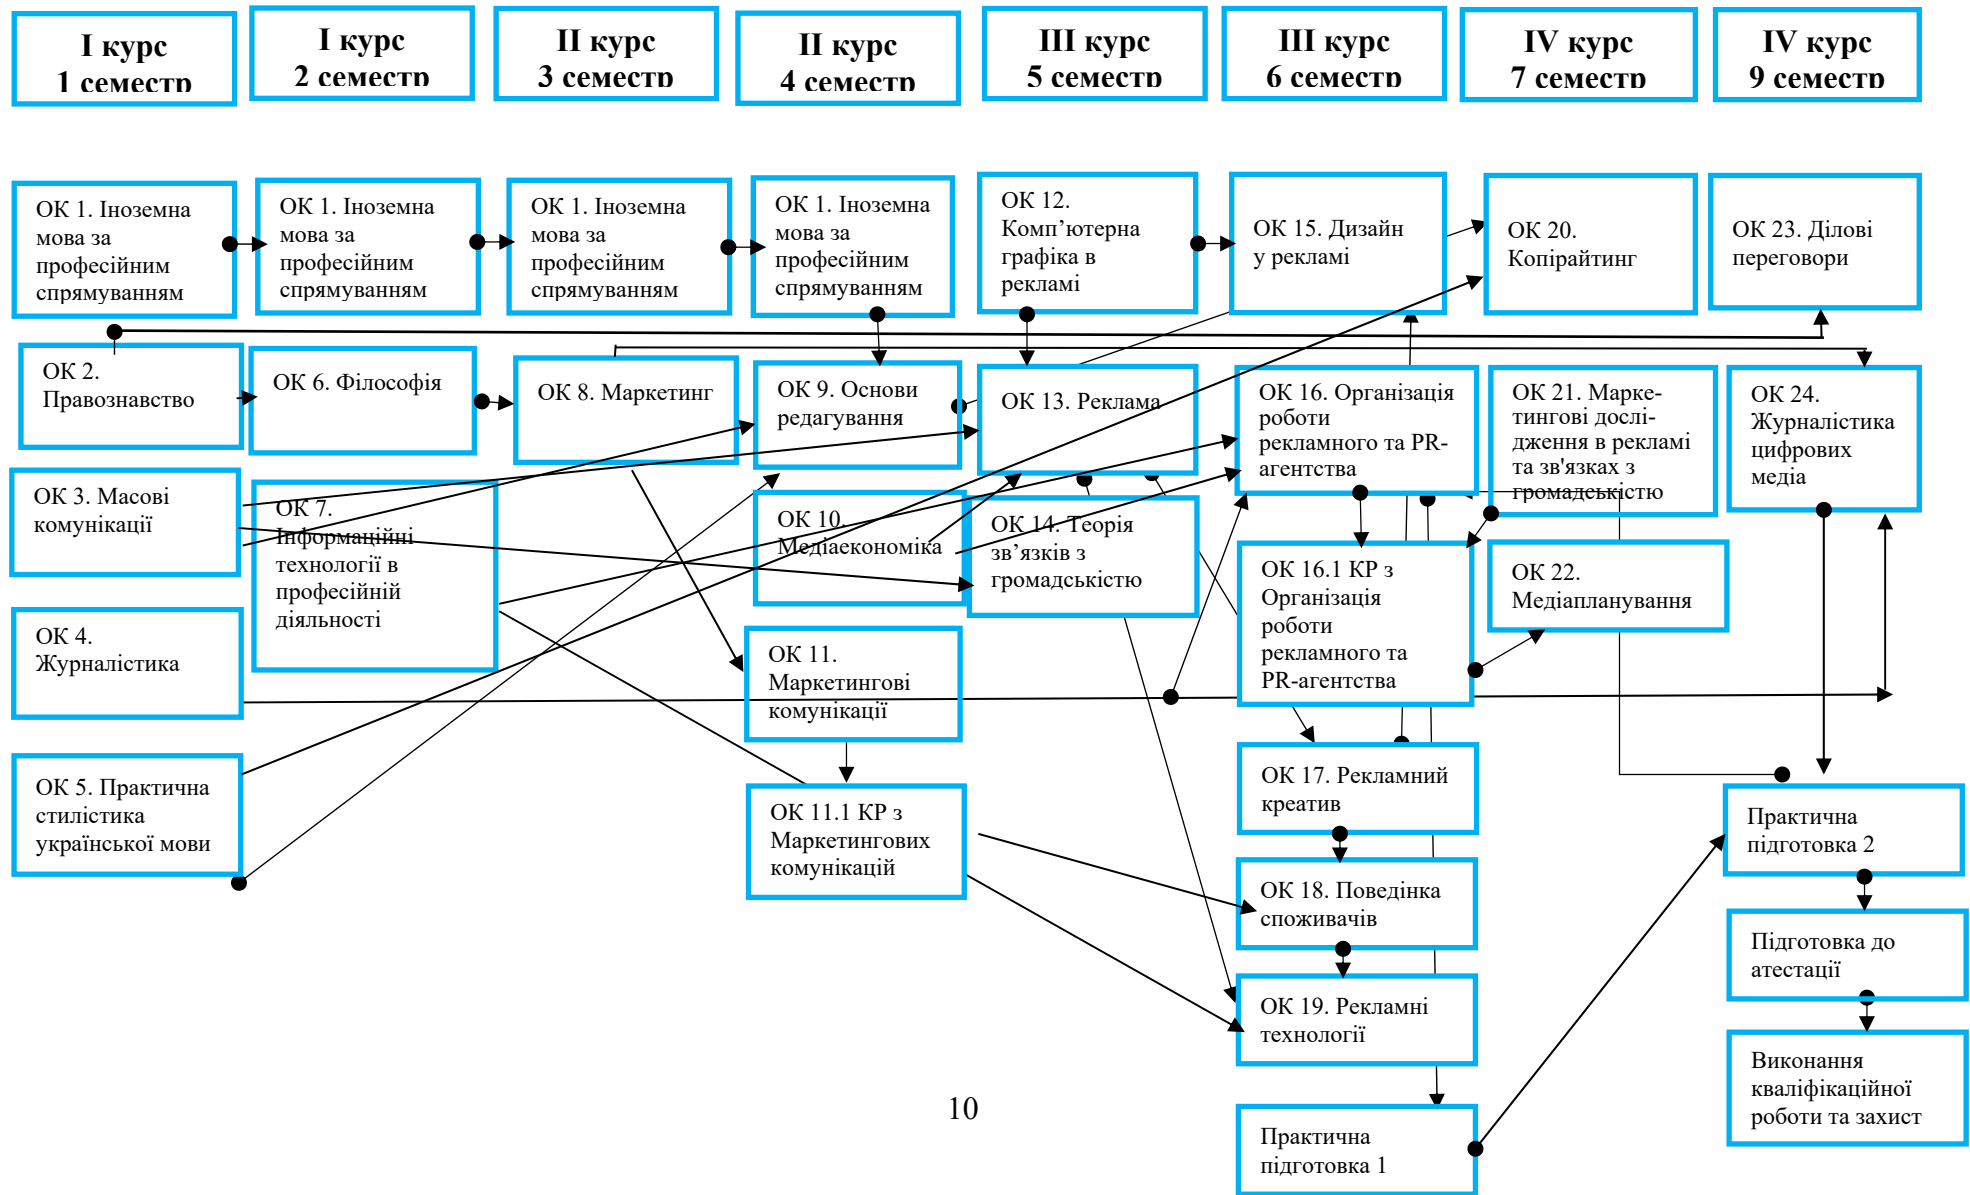 І курс
1 семестр
І курс
2 семестр
ІІ курс
3 семестр
ІІ курс
4 семестр
ІІІ курс
5 семестр
ІІІ курс
6 семестр
IV курс
7 семестр
IV курс
9 семестр
ОК 1. Іноземна
мова за
професійним
спрямуванням
ОК 1. Іноземна
мова за
професійним
спрямуванням
ОК 1. Іноземна
мова за
професійним
спрямуванням
ОК 1. Іноземна
мова за
професійним
спрямуванням
ОК 12.
Комп’ютерна
графіка в
рекламі
ОК 15. Дизайн
у рекламі
ОК 20.
Копірайтинг
ОК 23. Ділові
переговори
ОК 2.
Правознавство
ОК 6. Філософія
ОК 8. Маркетинг
ОК 9. Основи
редагування
ОК 13. Реклама
ОК 16. Організація
роботи
рекламного та PR-
агентства
ОК 21. Марке-
тингові дослі-
дження в рекламі
та зв'язках з
громадськістю
ОК 24.
Журналістика
цифрових
медіа
ОК 3. Масові
комунікації
ОК 7.
Інформаційні
технології в
професійній
діяльності
ОК 10.
Медіаекономіка
ОК 14. Теорія
зв’язків з
громадськістю
ОК 16.1 КР з
Організація
роботи
рекламного та
PR-агентства
ОК 22.
Медіапланування
ОК 4.
Журналістика
ОК 11.
Маркетингові
комунікації
ОК 5. Практична
стилістика
української мови
ОК 11.1 КР з
Маркетингових
комунікацій
ОК 17. Рекламний
креатив
Практична
підготовка 2
ОК 18. Поведінка
споживачів
Підготовка до
атестації
ОК 19. Рекламні
технології
Виконання
кваліфікаційної
роботи та захист
Практична
підготовка 1
10